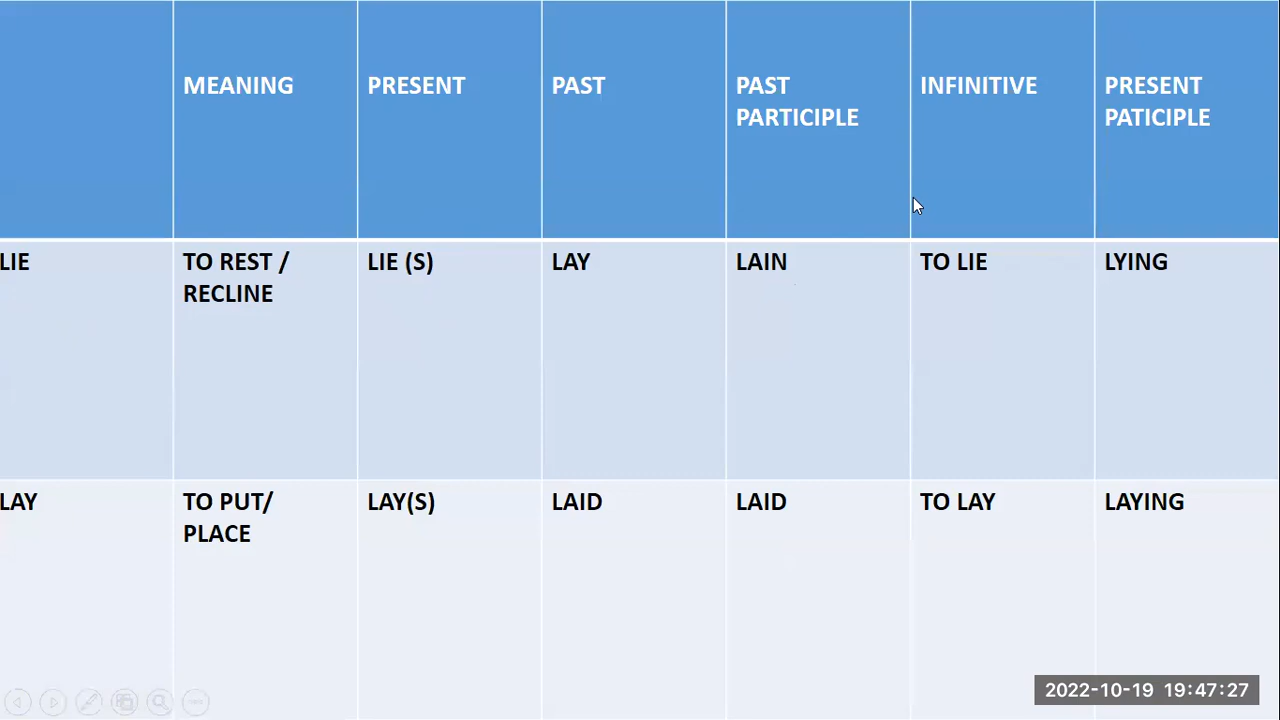 MEANING
PRESENT
PAST
PAST
PARTICIPLE
INFINITIVE
PRESENT
PATICIPLE
LIE
TO REST /
RECLINE
LIE (S)
LAY
LAIN
TO LIE
LYING
LAY
TO PUT/
PLACE
LAY(S)
LAID
LAID
TO LAY
LAYING
2022-10-19 19:47:27